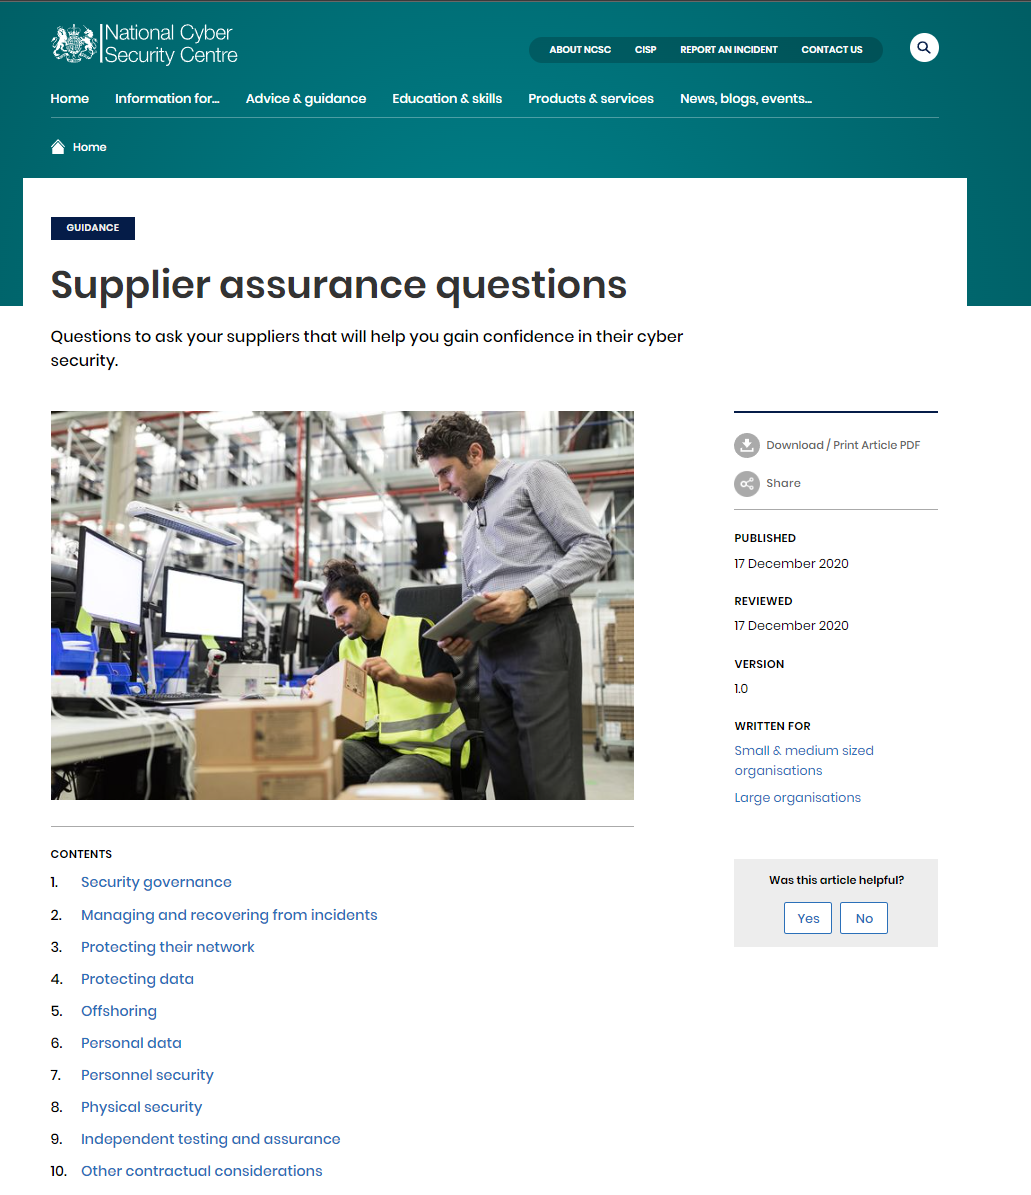 National Cyber
Security Centre
ABOUT NCSC CISP REPORT AN INCIDENT CONTACT US
Home Information for... Advice & guidance Education & skills Products & services News, blogs, events...
Home
GUIDANCE
Supplier assurance questions
Questions to ask your suppliers that will help you gain confidence in their cyber
security.
Download / Print Article PDF
Share
PUBLISHED
17 December 2020
REVIEWED
17 December 2020
VERSION
1.0
WRITTEN FOR
Small & medium sized
organisations
Large organisations
Was this article helpful?
Yes No
CONTENTS
1. Security governance
2. Managing and recovering from incidents
3. Protecting their network
4. Protecting data
5. Offshoring
6. Personal data
7. Personnel security
8. Physical security
9. Independent testing and assurance
10. Other contractual considerations